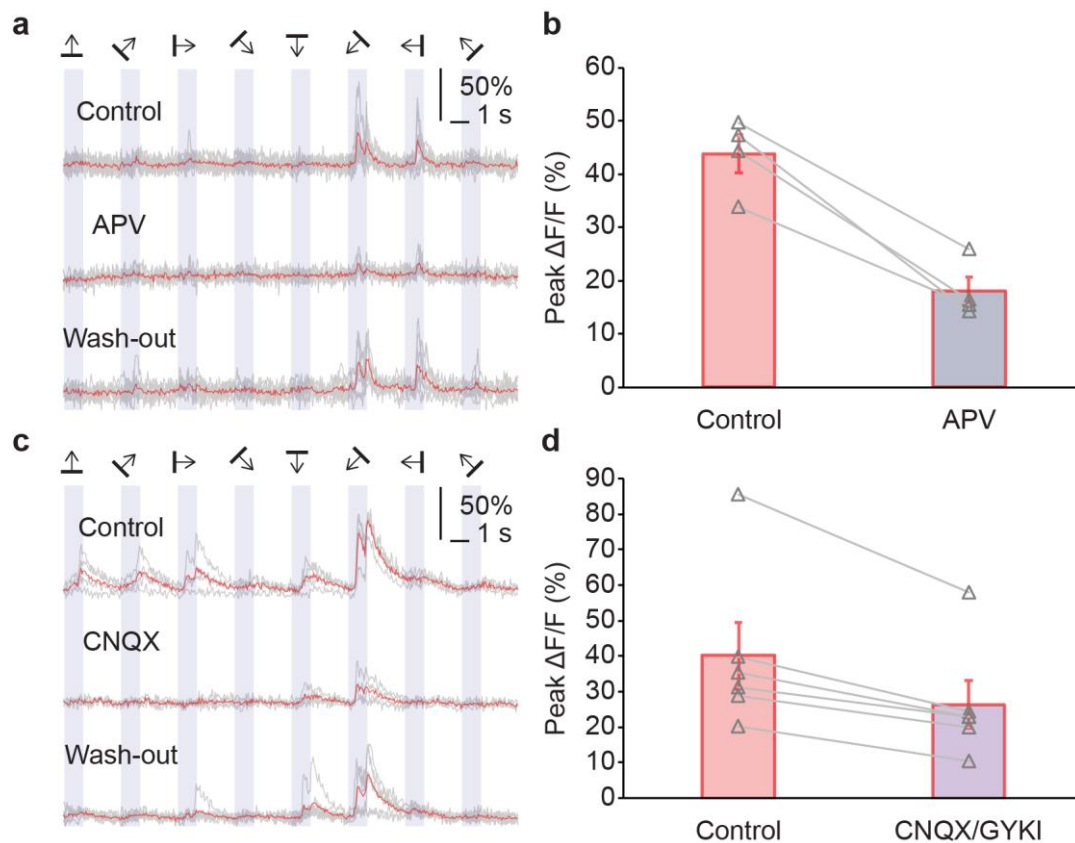 a
50%
1 s
Control
APV
Wash-out
b
60
50
40
30
20
10
0
Peak ΔF/F (%)
Control
APV
c
50%
1 s
Control
CNQX
Wash-out
d
90
80
70
60
50
40
30
20
10
0
Peak ΔF/F (%)
Control
CNQX/GYKI